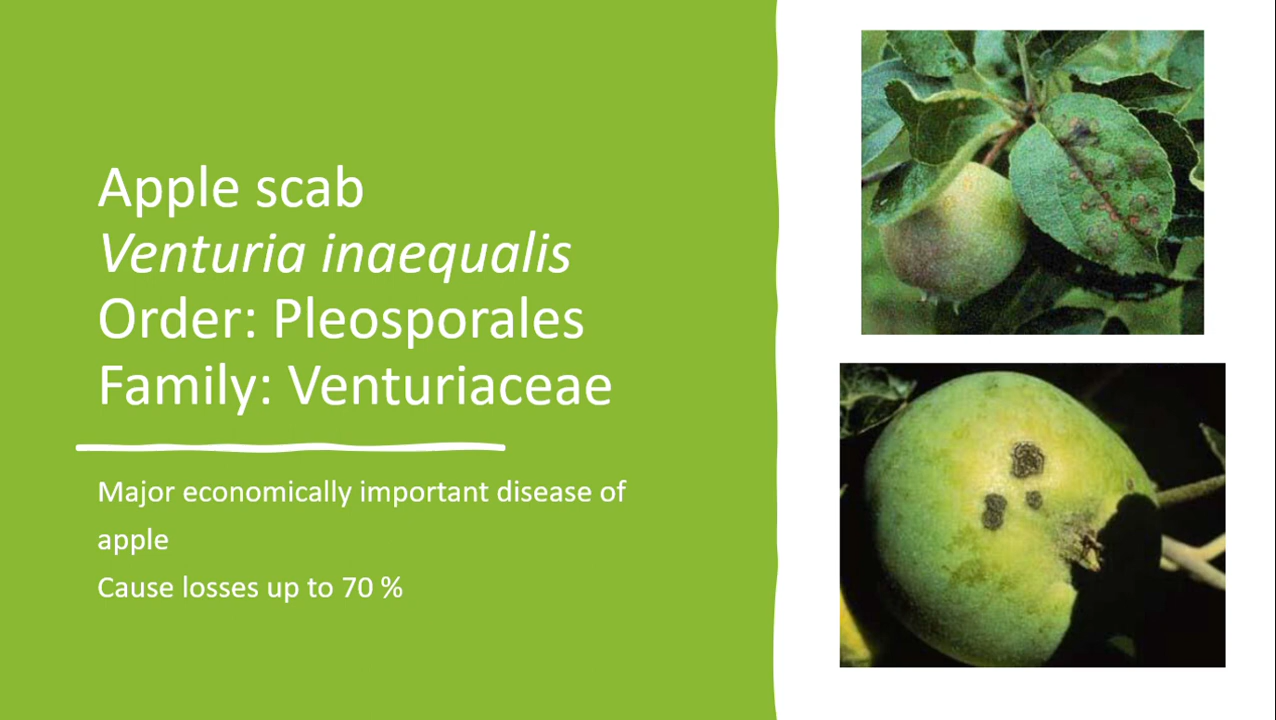 Apple scab
Venturia inaequalis
Order: Pleosporales
Family: Venturiaceae
Major economically important disease of
apple
Cause losses up to 70 %